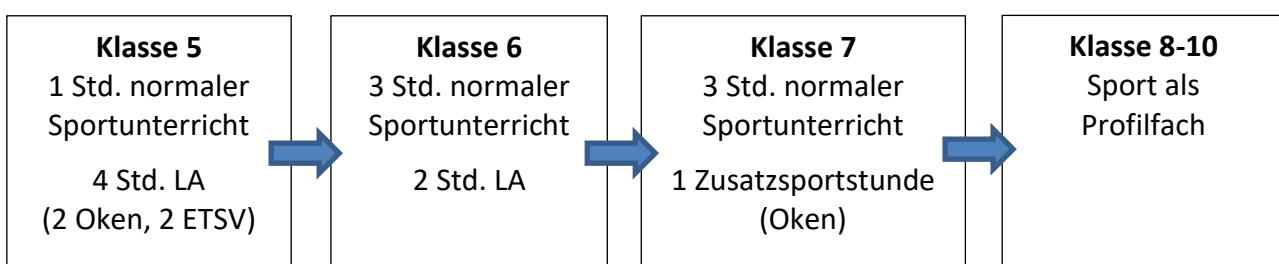 Klasse 5
1 Std. normaler
Sportunterricht
4 Std. LA
(2 Oken, 2 ETSV)
Klasse 6
3 Std. normaler
Sportunterricht
2 Std. LA
Klasse 7
3 Std. normaler
Sportunterricht
1 Zusatzsportstunde
(Oken)
Klasse 8-10
Sport als
Profilfach